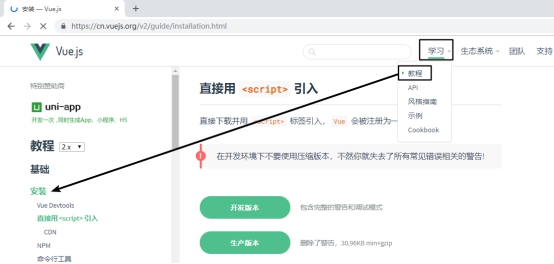 安装 — Vue.js
https://cn.vuejs.org/v2/guide/installation.html
Vue.js
学习
生态系统
团队
支持
教程
API
风格指南
示例
Cookbook
特别赞助商
uni-app
开发一次,同时生成App、小程序、H5
教程 2.x
基础
安装
Vue Devtools
直接用 <script> 引入
CDN
NPM
命令行工具
直接用 <script> 引入
直接下载并用 <script> 标签引入， Vue 会被注册为一
在开发环境下不要使用压缩版本，不然你就失去了所有常见错误相关的警告!
开发版本 包含完整的警告和调试模式
生产版本 删除了警告，30.96KB min+gzip